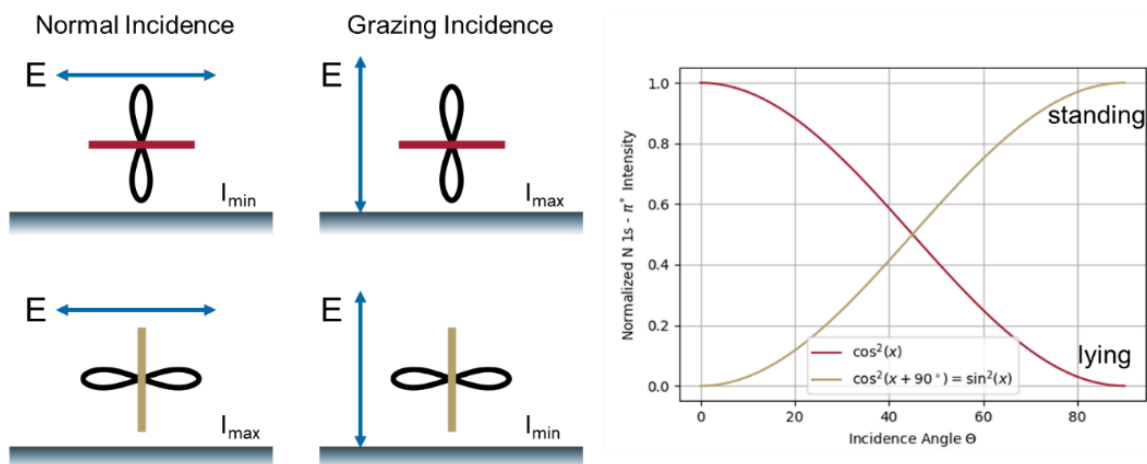 Normal Incidence
Grazing Incidence
E
E
I_min
I_max
E
E
I_max
I_min
1.0
0.8
0.6
0.4
0.2
0.0
Normalized N 1s - π* Intensity
standing
lying
cos²(x)
cos²(x + 90°) = sin²(x)
0
20
40
60
80
Incidence Angle Θ